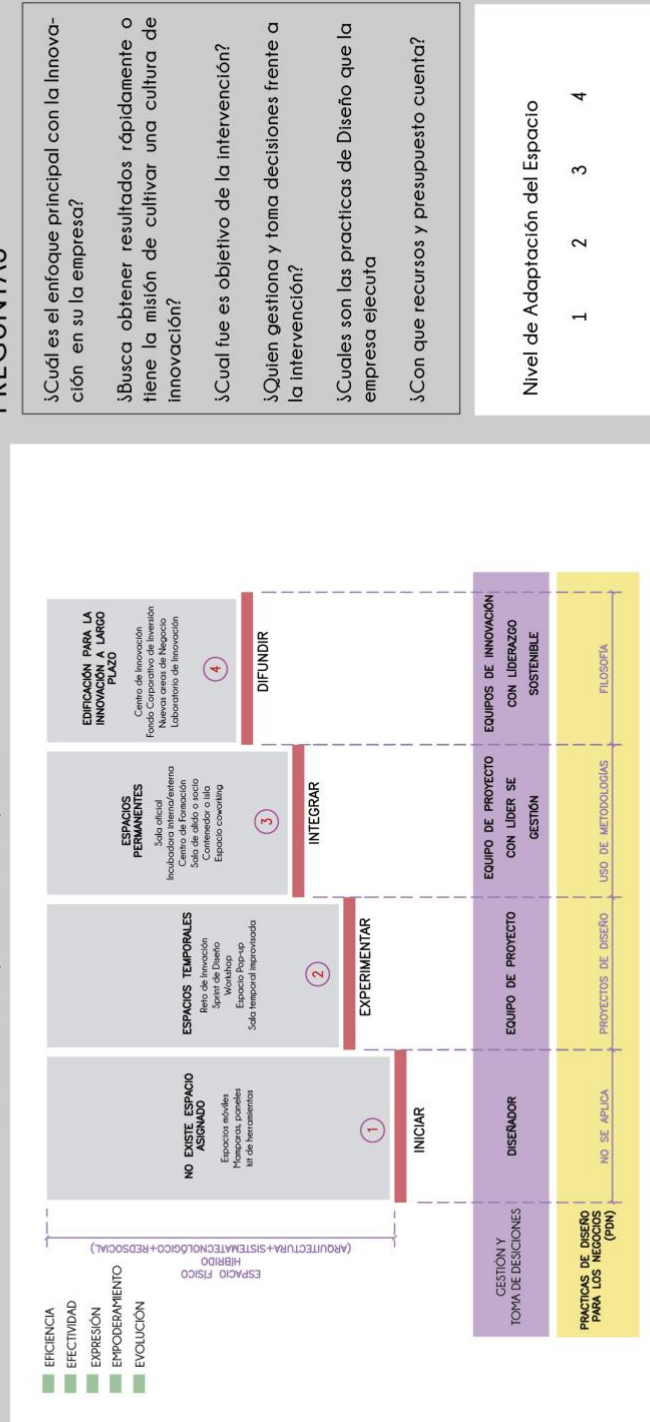 EFICIENCIA
EFECTIVIDAD
EXPRESIÓN
EMPODERAMIENTO
EVOLUCIÓN
ESPACIO FÍSICO
HÍBRIDO
(ARQUITECTURA+SISTEMATECNOLÓGICO+REDSOCIAL)
NO EXISTE ESPACIO
ASIGNADO
Espacios móviles
Mamparas, paneles
kit de herramientas
1
INICIAR
ESPACIOS TEMPORALES
Reto de Innvación
Sprint de Diseño
Workshop
Espacio Pop-up
Sala temporal Improvisada
2
EXPERIMENTAR
ESPACIOS
PERMANENTES
Sala oficial
Incubadora interna/externa
Centro de Formación
Sala de alido o socio
Contenedor o isla
Espacio coworking
3
INTEGRAR
EDIFICACIÓN PARA LA
INNOVACIÓN A LARGO
PLAZO
Centro de Innovación
Fondo Corporativo de Inversión
Nuevas areas de Negocio
Laboratorio de Innovación
4
DIFUNDIR
GESTIÓN Y
TOMA DE DESICIONES
DISEÑADOR
EQUIPO DE PROYECTO
EQUIPO DE PROYECTO
CON LÍDER SE
GESTIÓN
EQUIPOS DE INNOVACIÓN
CON LÍDERAZGO
SOSTENIBLE
PRACTICAS DE DISEÑO
PARA LOS NEGOCIOS
(PDN)
NO SE APLICA
PROYECTOS DE DISEÑO
USO DE METODOLOGÍAS
FILOSOFÍA
PREGUNTAS
¿Cuál es el enfoque principal con la Innova-
ción en su la empresa?
¿Busca obtener resultados rápidamente o
tiene la misión de cultivar una cultura de
innovación?
¿Cual fue es objetivo de la intervención?
¿Quien gestiona y toma decisiones frente a
la intervención?
¿Cuales son las practicas de Diseño que la
empresa ejecuta
¿Con que recursos y presupuesto cuenta?
Nivel de Adaptación del Espacio
1 2 3 4